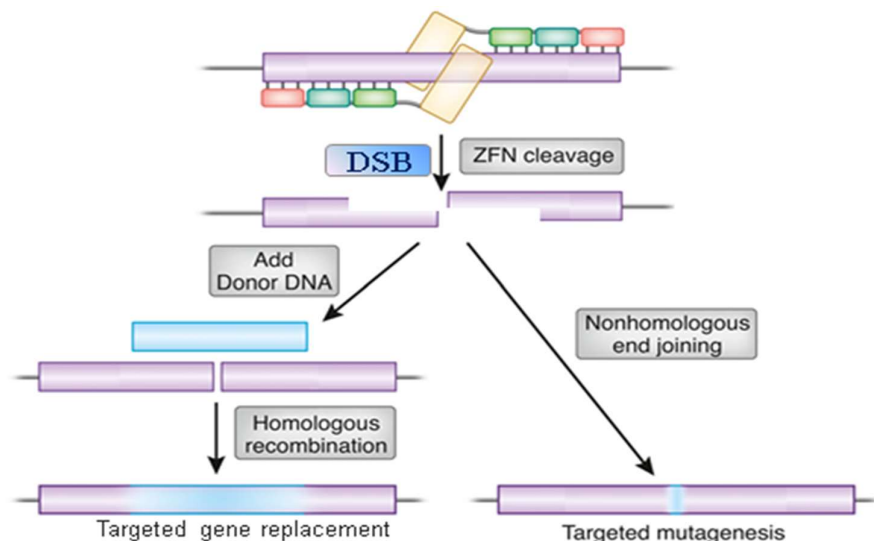 DSB
ZFN cleavage
Add
Donor DNA
Nonhomologous
end joining
Homologous
recombination
Targeted gene replacement
Targeted mutagenesis